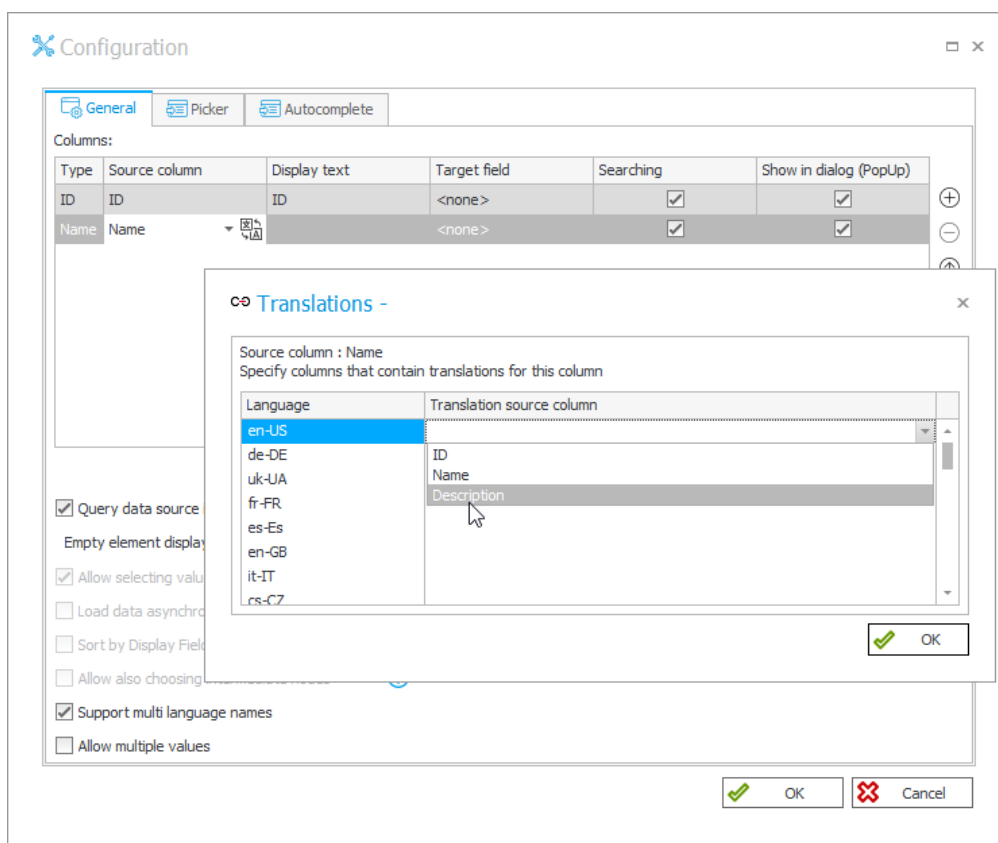 Configuration
General Picker Autocomplete
Columns:
Type Source column Display text Target field Searching Show in dialog (PopUp)
ID ID ID <none>
Name Name <none>
Translations -
Source column : Name
Specify columns that contain translations for this column
Language Translation source column
en-US
de-DE ID
uk-UA Name
fr-FR Description
es-Es
en-GB
it-IT
cs-CZ
OK
Query data source
Empty element display
Allow selecting valu
Load data asynchro
Sort by Display Field
Allow also choosing intermediate nodes
Support multi language names
Allow multiple values
OK Cancel